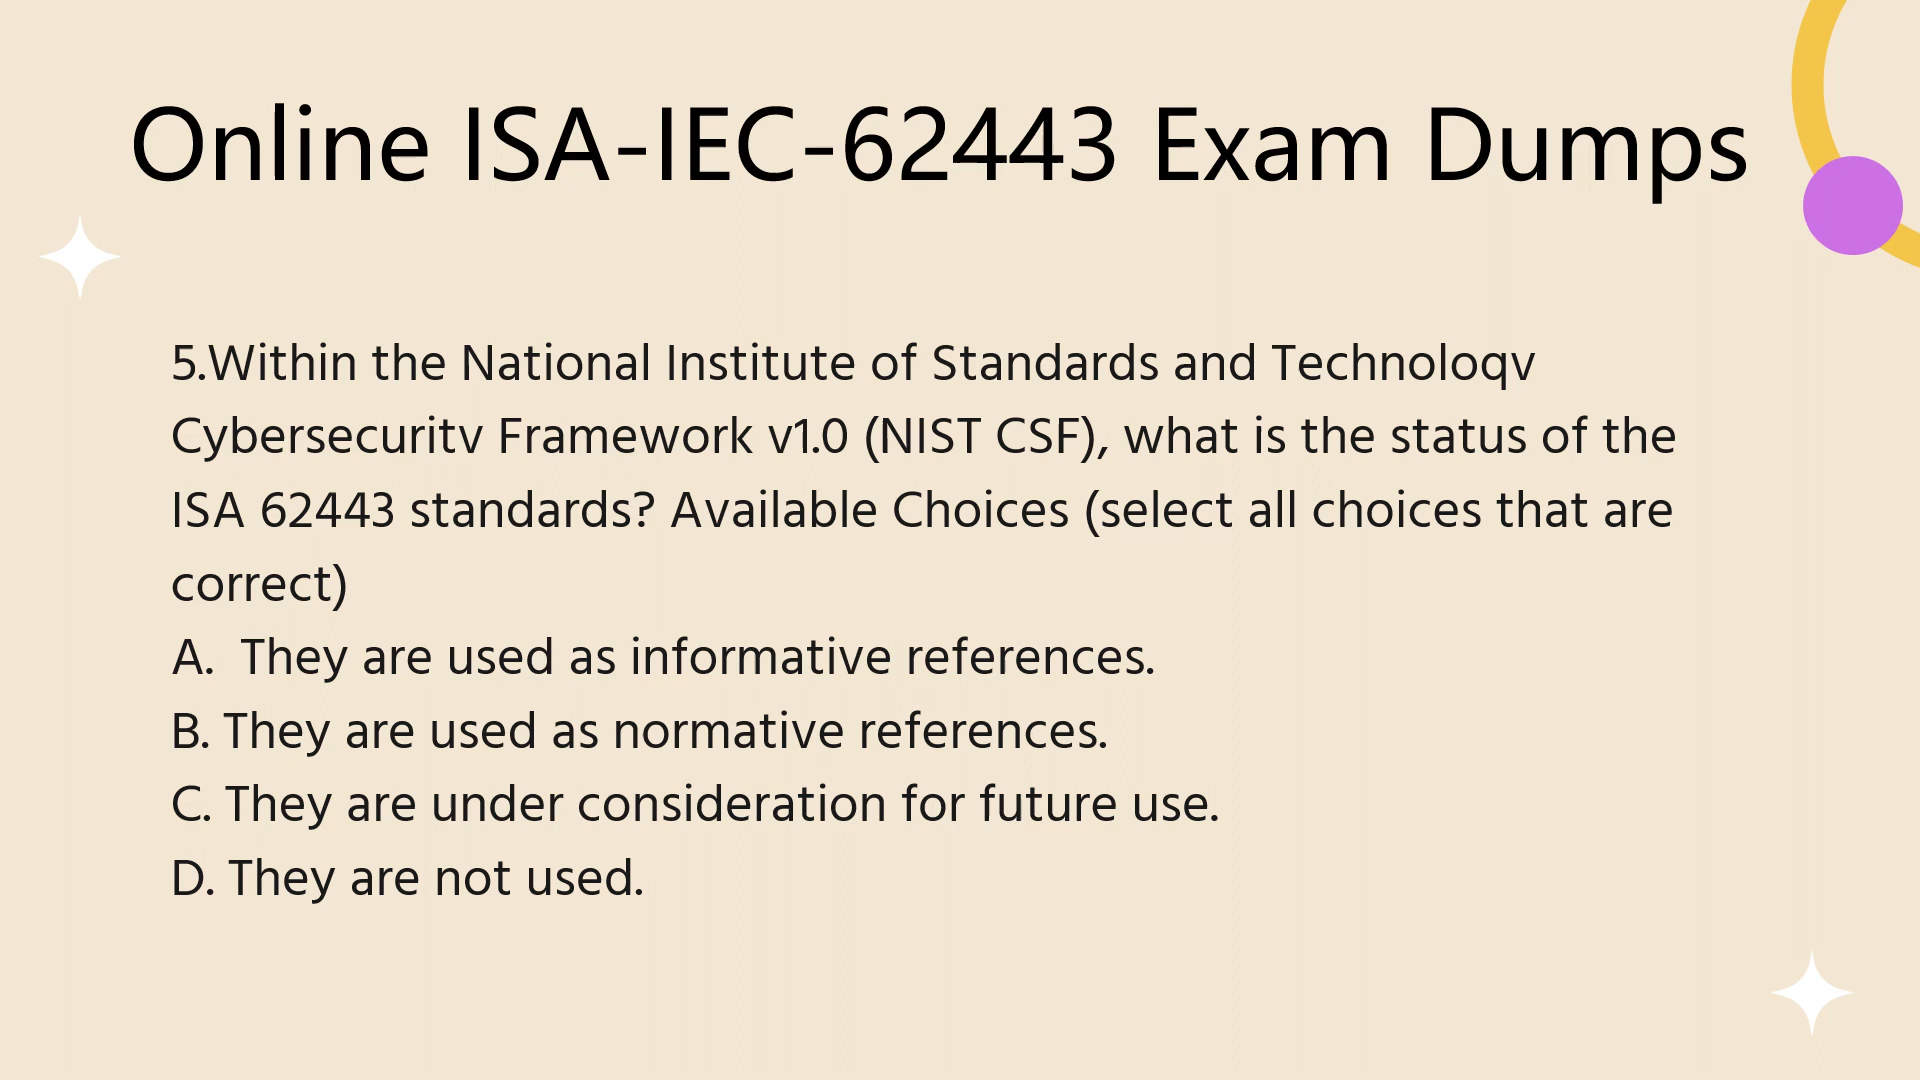 Online ISA-IEC-62443 Exam Dumps
5.Within the National Institute of Standards and Technoloqv
Cybersecuritv Framework v1.0 (NIST CSF), what is the status of the
ISA 62443 standards? Available Choices (select all choices that are
correct)
A.  They are used as informative references.
B. They are used as normative references.
C. They are under consideration for future use.
D. They are not used.